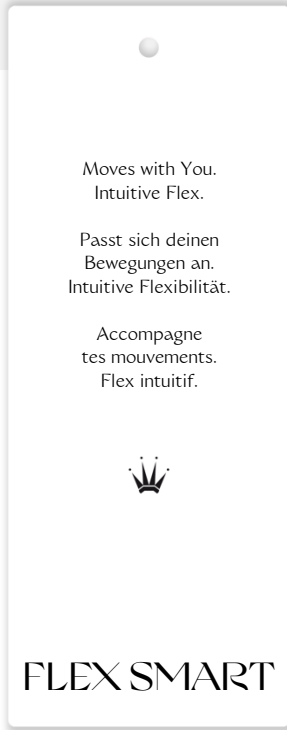 Moves with You.
Intuitive Flex.
Passt sich deinen
Bewegungen an.
Intuitive Flexibilität.
Accompagne
tes mouvements.
Flex intuitif.
FLEX SMART